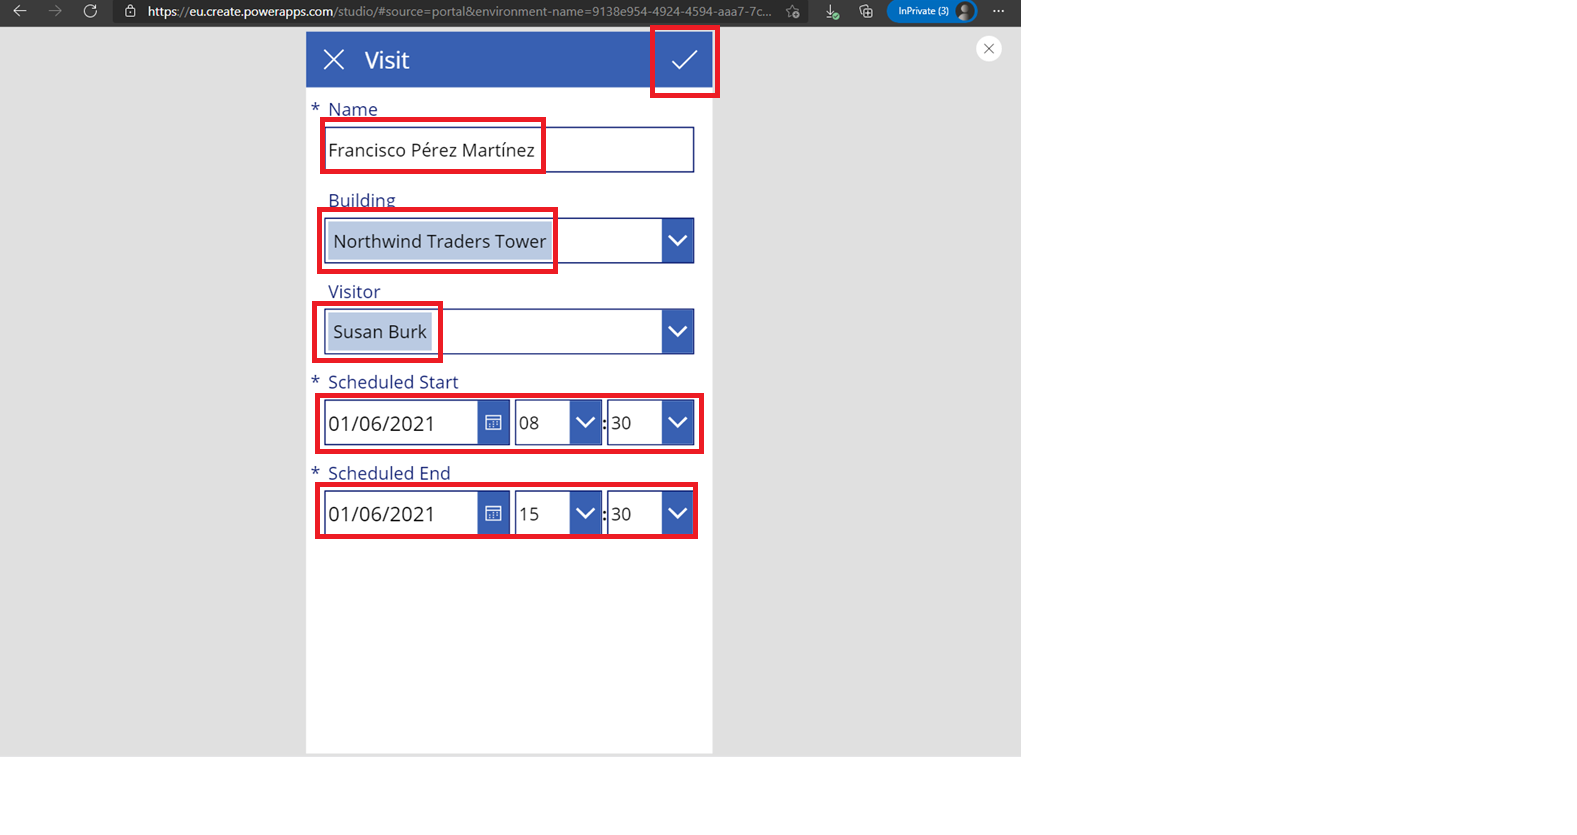 https://eu.create.powerapps.com/studio/#source=portal&environment-name=9138e954-4924-4594-aaa7-7c...
InPrivate (3)
Visit
* Name
Francisco Pérez Martínez
Building
Northwind Traders Tower
Visitor
Susan Burk
* Scheduled Start
01/06/2021 08 : 30
* Scheduled End
01/06/2021 15 : 30